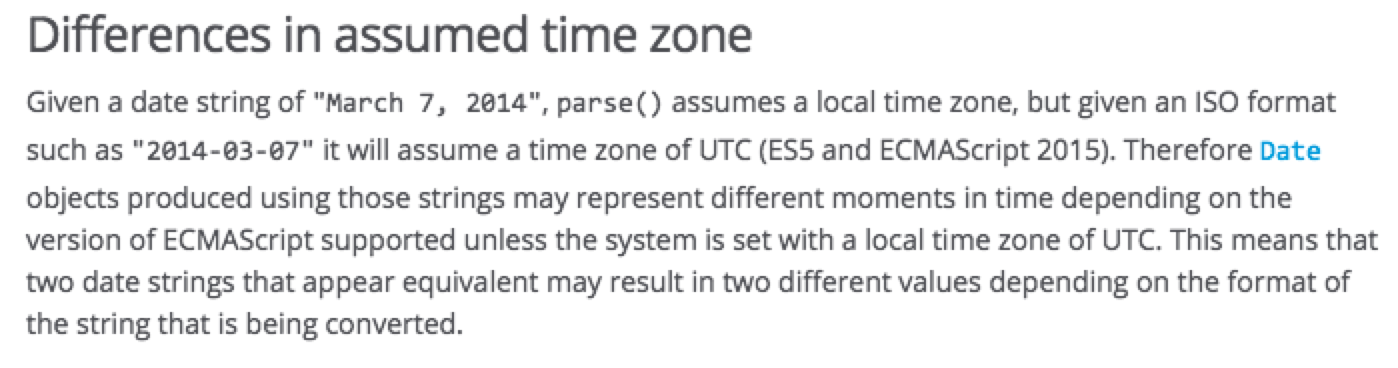 Differences in assumed time zone
Given a date string of "March 7, 2014", parse() assumes a local time zone, but given an ISO format
such as "2014-03-07" it will assume a time zone of UTC (ES5 and ECMAScript 2015). Therefore Date
objects produced using those strings may represent different moments in time depending on the
version of ECMAScript supported unless the system is set with a local time zone of UTC. This means that
two date strings that appear equivalent may result in two different values depending on the format of
the string that is being converted.